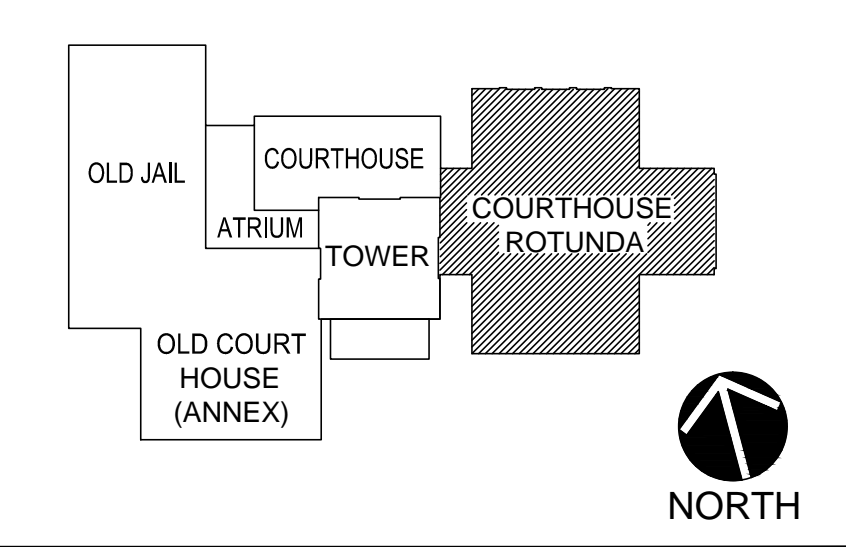 OLD JAIL
COURTHOUSE
ATRIUM
TOWER
COURTHOUSE
ROTUNDA
OLD COURT
HOUSE
(ANNEX)
NORTH